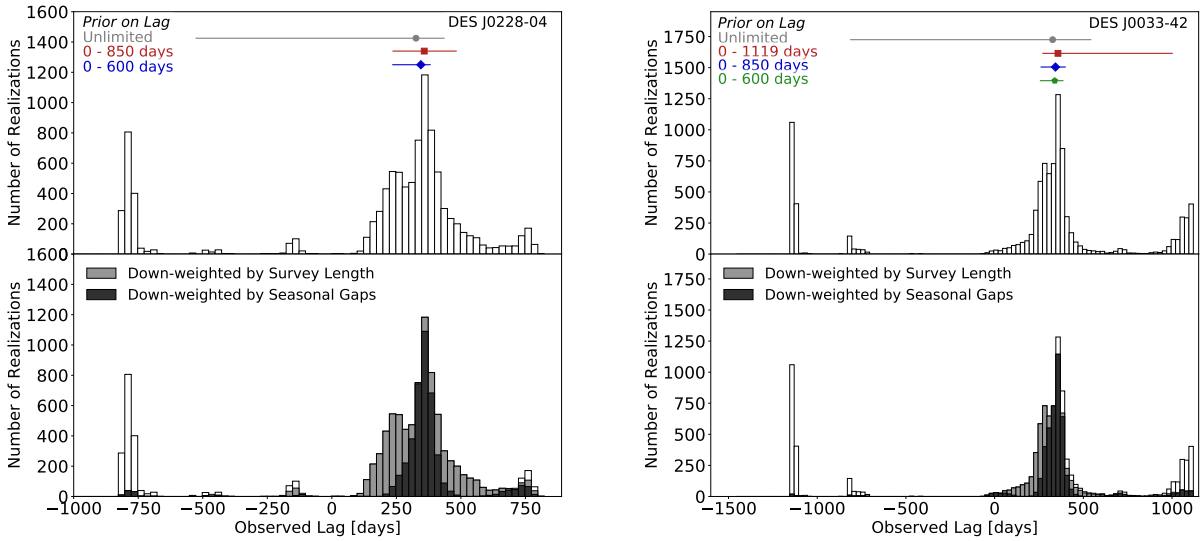 Prior on Lag
Unlimited
0 - 850 days
0 - 600 days
DES J0228-04
1600
1400
1200
1000
800
600
400
200
0
Number of Realizations
1600
1400
1200
1000
800
600
400
200
0
Number of Realizations
Down-weighted by Survey Length
Down-weighted by Seasonal Gaps
−1000 −750 −500 −250 0 250 500 750
Observed Lag [days]
Prior on Lag
Unlimited
0 - 1119 days
0 - 850 days
0 - 600 days
DES J0033-42
1750
1500
1250
1000
750
500
250
0
Number of Realizations
1750
1500
1250
1000
750
500
250
0
Number of Realizations
Down-weighted by Survey Length
Down-weighted by Seasonal Gaps
−1500 −1000 −500 0 500 1000
Observed Lag [days]